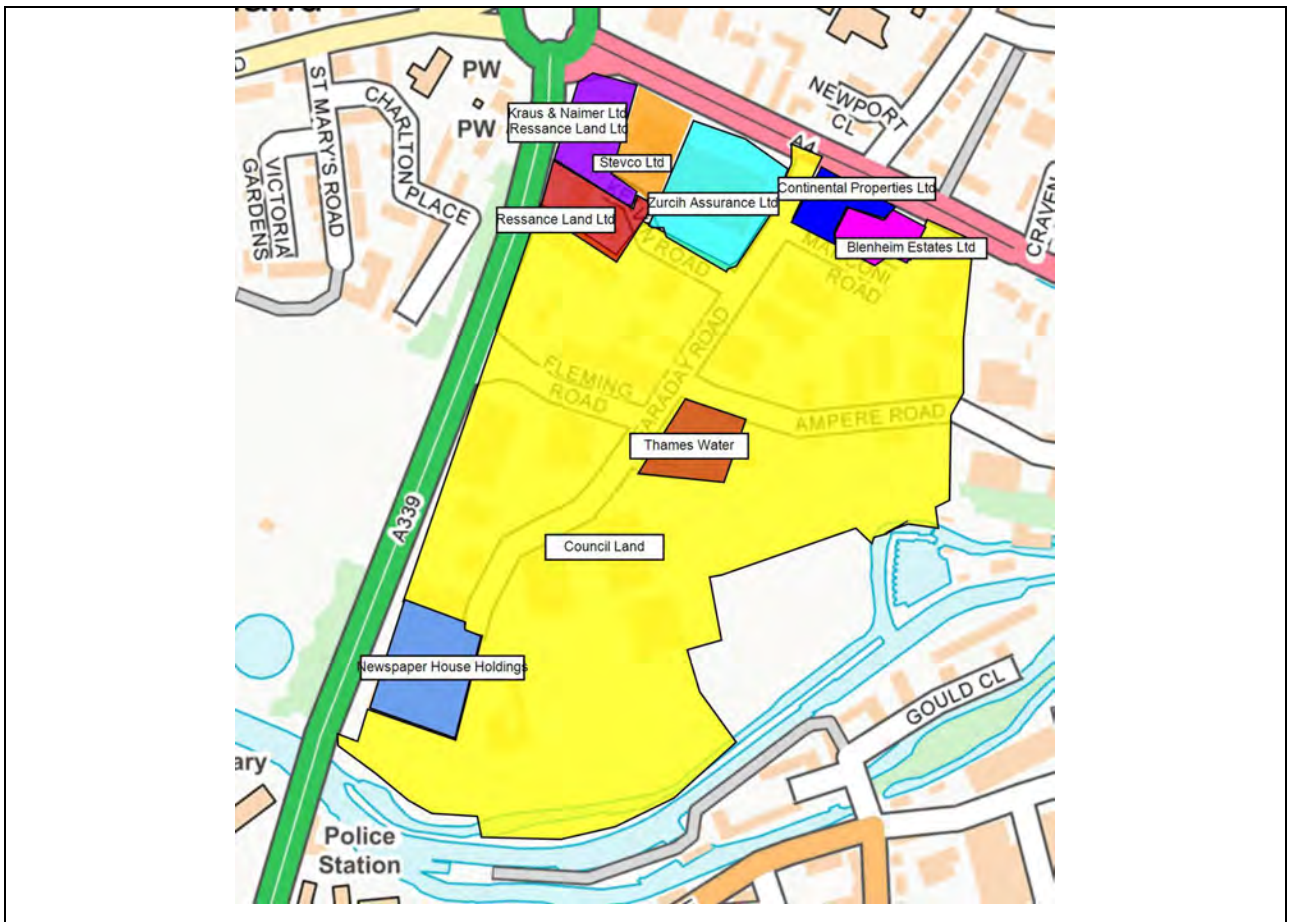 PW
PW
ST MARY'S ROAD
CHARLTON
PLACE
VICTORIA
GARDENS
NEWPORT
CL
A4
CRAVEN
Kraus & Naimer Ltd
/Ressance Land Ltd
Stevco Ltd
Zurcih Assurance Ltd
Continental Properties Ltd
Ressance Land Ltd
Blenheim Estates Ltd
ROAD
ROAD
FLEMING
ROAD
AMPERE ROAD
Thames Water
A339
Council Land
Newspaper House Holdings
GOULD CL
ary
Police
Station